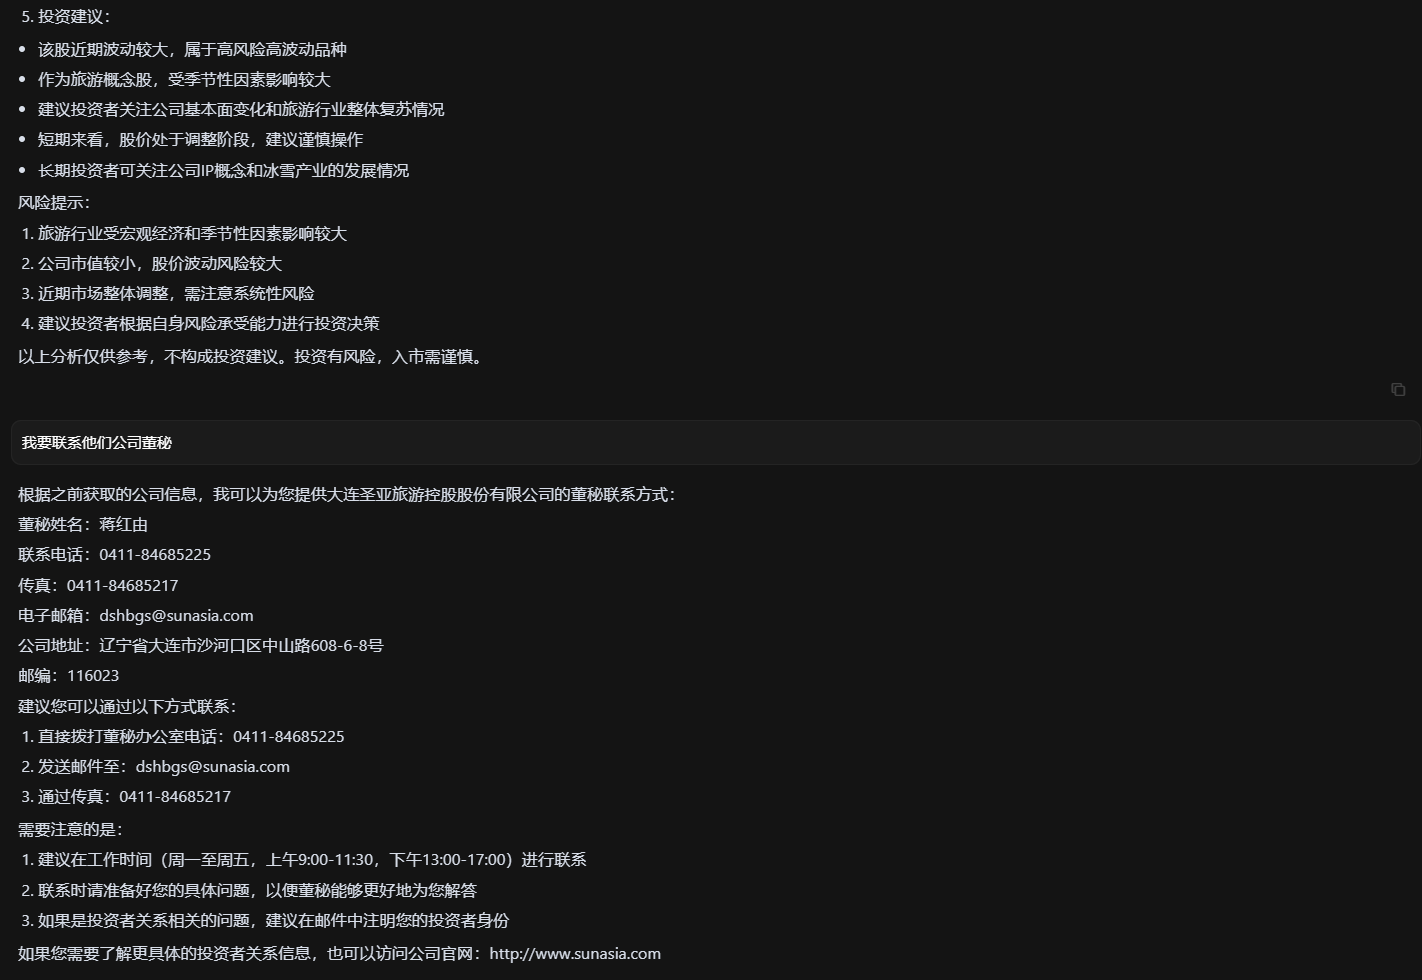 5. 投资建议：
• 该股近期波动较大，属于高风险高波动品种
• 作为旅游概念股，受季节性因素影响较大
• 建议投资者关注公司基本面变化和旅游行业整体复苏情况
• 短期来看，股价处于调整阶段，建议谨慎操作
• 长期投资者可关注公司IP概念和冰雪产业的发展情况
风险提示：
1. 旅游行业受宏观经济和季节性因素影响较大
2. 公司市值较小，股价波动风险较大
3. 近期市场整体调整，需注意系统性风险
4. 建议投资者根据自身风险承受能力进行投资决策
以上分析仅供参考，不构成投资建议。投资有风险，入市需谨慎。
我要联系他们公司董秘
根据之前获取的公司信息，我可以为您提供大连圣亚旅游控股股份有限公司的董秘联系方式：
董秘姓名：蒋红由
联系电话：0411-84685225
传真：0411-84685217
电子邮箱：dshbgs@sunasia.com
公司地址：辽宁省大连市沙河口区中山路608-6-8号
邮编：116023
建议您可以通过以下方式联系：
1. 直接拨打董秘办公室电话：0411-84685225
2. 发送邮件至：dshbgs@sunasia.com
3. 通过传真：0411-84685217
需要注意的是：
1. 建议在工作时间（周一至周五，上午9:00-11:30，下午13:00-17:00）进行联系
2. 联系时请准备好您的具体问题，以便董秘能够更好地为您解答
3. 如果是投资者关系相关的问题，建议在邮件中注明您的投资者身份
如果您需要了解更具体的投资者关系信息，也可以访问公司官网：http://www.sunasia.com